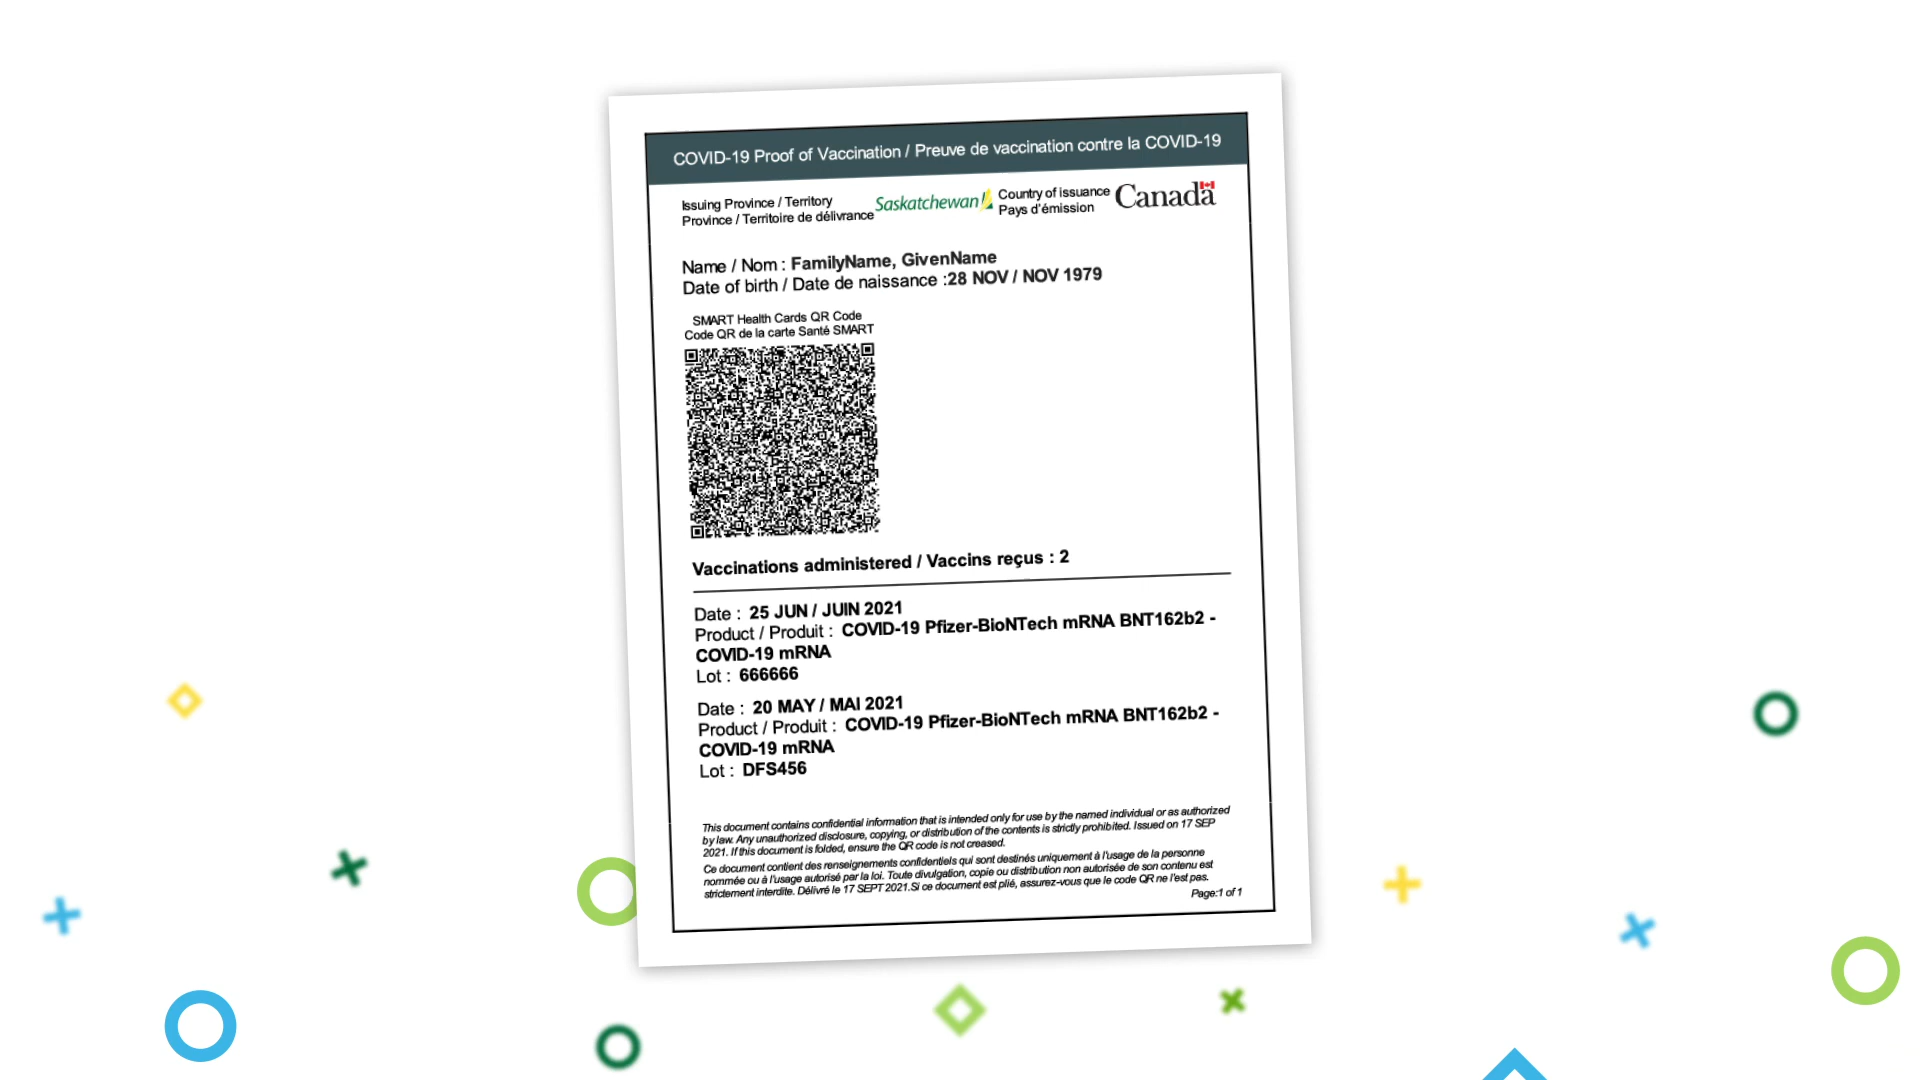 COVID-19 Proof of Vaccination / Preuve de vaccination contre la COVID-19
Issuing Province / Territory
Province / Territoire de délivrance
Saskatchewan
Country of issuance
Pays d'émission
Canada
Name / Nom : FamilyName, GivenName
Date of birth / Date de naissance :28 NOV / NOV 1979
SMART Health Cards QR Code
Code QR de la carte Santé SMART
Vaccinations administered / Vaccins reçus : 2
Date : 25 JUN / JUIN 2021
Product / Produit : COVID-19 Pfizer-BioNTech mRNA BNT162b2 -
COVID-19 mRNA
Lot : 666666
Date : 20 MAY / MAI 2021
Product / Produit : COVID-19 Pfizer-BioNTech mRNA BNT162b2 -
COVID-19 mRNA
Lot : DFS456
This document contains confidential information that is intended only for use by the named individual or as authorized
by law. Any unauthorized disclosure, copying, or distribution of the contents is strictly prohibited. Issued on 17 SEP
2021. If this document is folded, ensure the QR code is not creased.
Ce document contient des renseignements confidentiels qui sont destinés uniquement à l'usage de la personne
nommée ou à l'usage autorisé par la loi. Toute divulgation, copie ou distribution non autorisée de son contenu est
strictement interdite. Délivré le 17 SEPT 2021.Si ce document est plié, assurez-vous que le code QR ne l'est pas.
Page:1 of 1